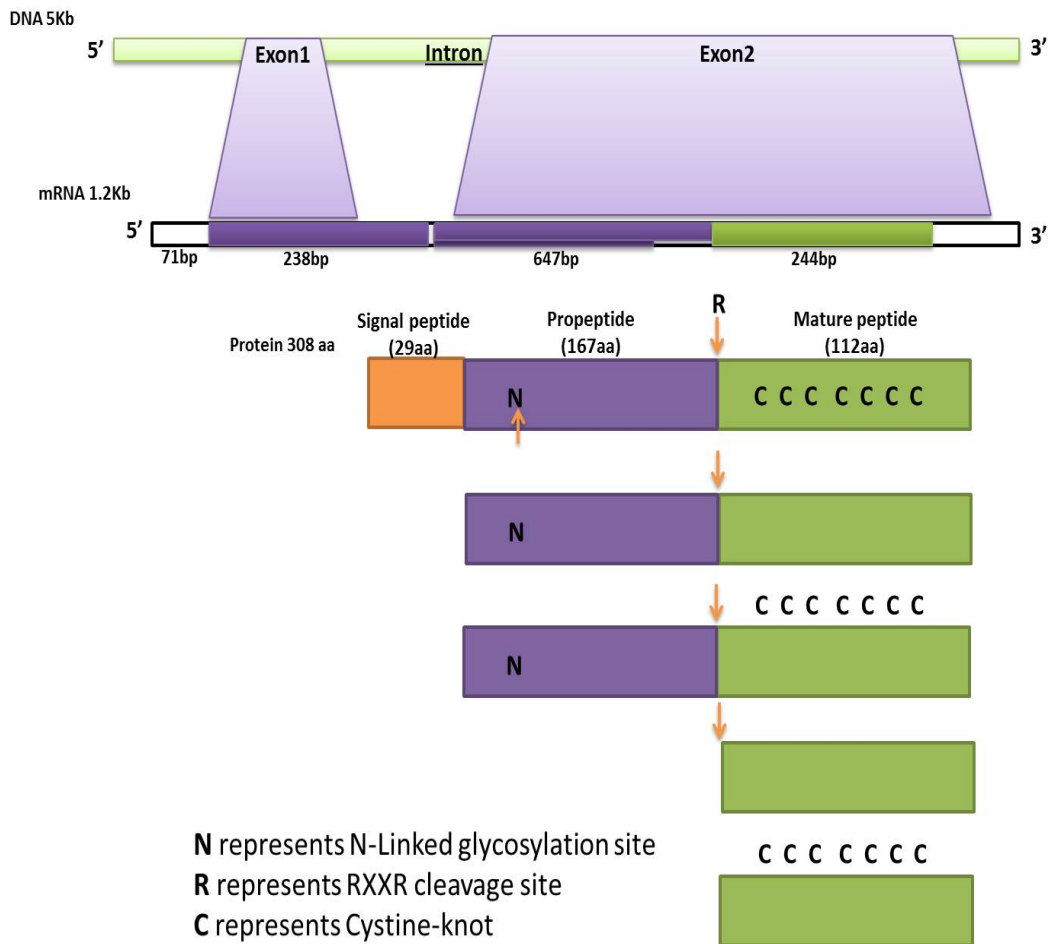 DNA 5Kb
5’ Exon1 Intron Exon2 3’
mRNA 1.2Kb
5’ 3’
71bp 238bp 647bp 244bp
R
Signal peptide Propeptide Mature peptide
Protein 308 aa (29aa) (167aa) (112aa)
N C C C C C C C
N
C C C C C C C
N
N represents N-Linked glycosylation site
C C C C C C C
R represents RXXR cleavage site
C represents Cystine-knot